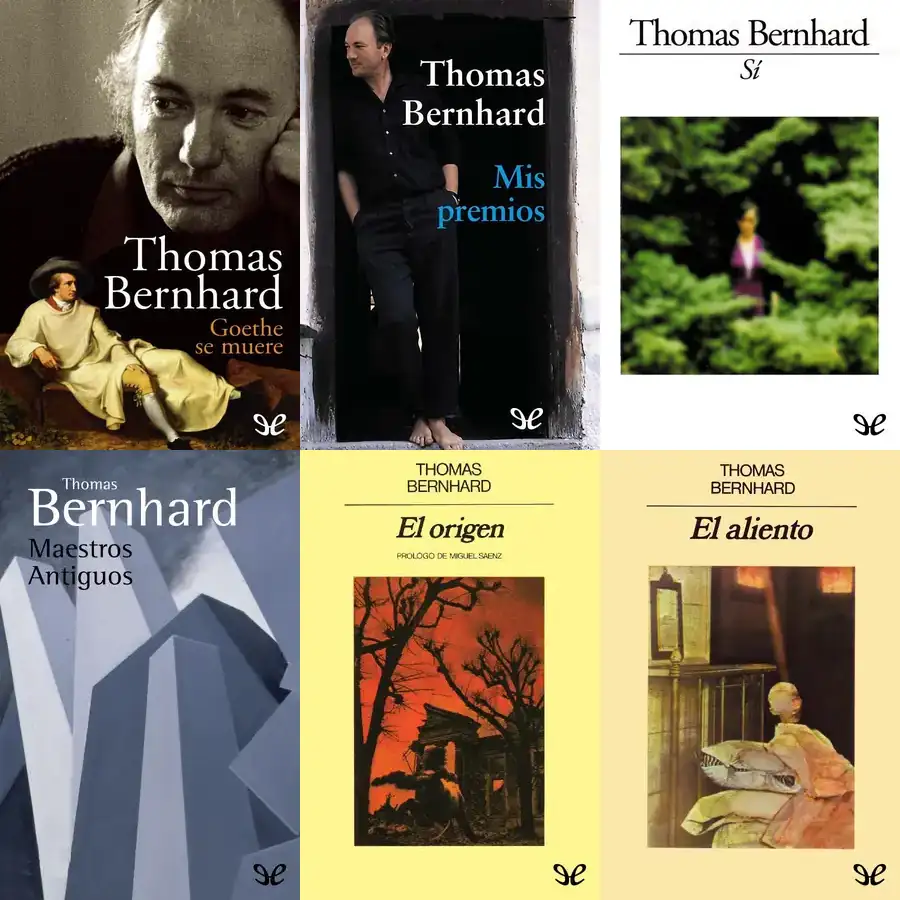 Thomas
Bernhard
Goethe
se muere
Thomas
Bernhard
Mis
premios
Thomas Bernhard
Sí
Thomas
Bernhard
Maestros
Antiguos
THOMAS
BERNHARD
El origen
PROLOGO DE MIGUEL SAENZ
THOMAS
BERNHARD
El aliento